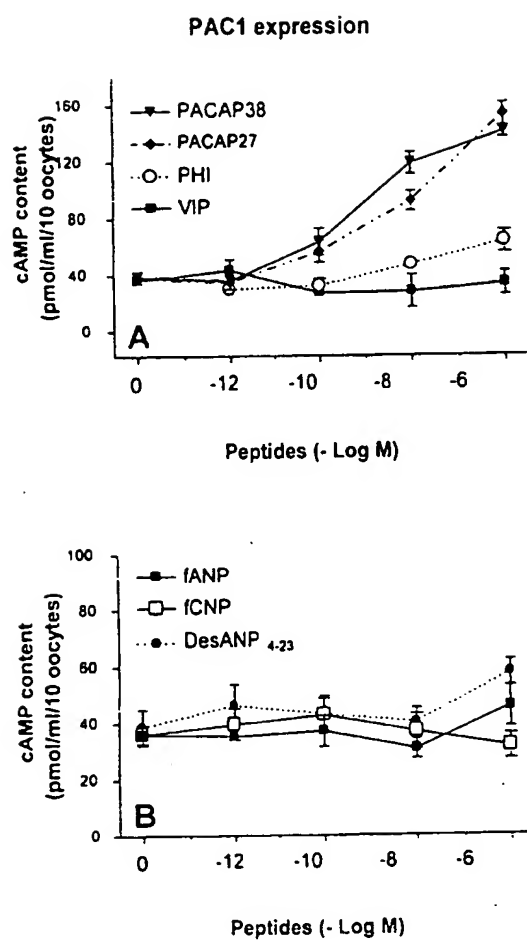 PAC1 expression
160
120
80
40
0
cAMP content
(pmol/ml/10 oocytes)
PACAP38
PACAP27
PHI
VIP
A
0 -12 -10 -8 -6
Peptides (- Log M)
100
80
60
40
20
0
cAMP content
(pmol/ml/10 oocytes)
fANP
fCNP
DesANP 4-23
B
0 -12 -10 -8 -6
Peptides (- Log M)